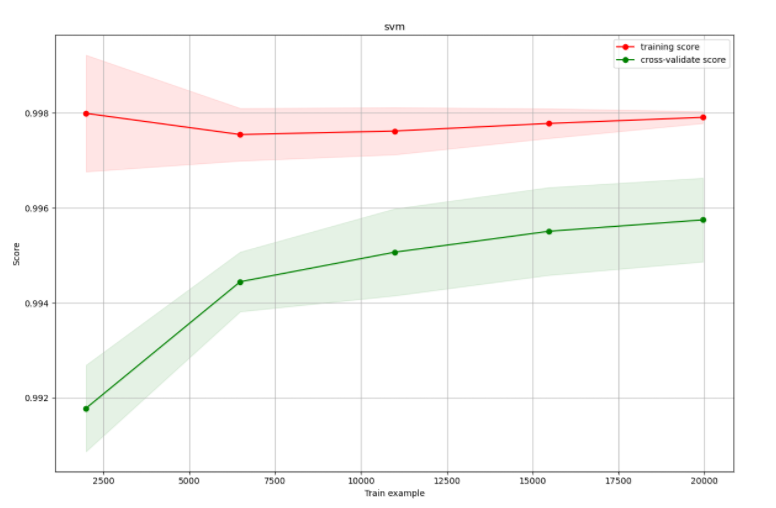 svm
training score
cross-validate score
0.998
0.996
0.994
0.992
Score
2500 5000 7500 10000 12500 15000 17500 20000
Train example